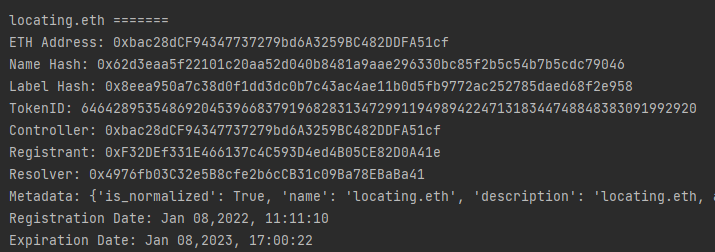 locating.eth =======
ETH Address: 0xbac28dCF94347737279bd6A3259BC482DDFA51cf
Name Hash: 0x62d3eaa5f22101c20aa52d040b8481a9aae296330bc85f2b5c54b7b5cdc79046
Label Hash: 0x8eea950a7c38d0f1dd3dc0b7c43ac4ae11b0d5fb9772ac252785daed68f2e958
TokenID: 64642895354869204539668379196828313472991194989422471318344748848383091992920
Controller: 0xbac28dCF94347737279bd6A3259BC482DDFA51cf
Registrant: 0xF32DEf331E466137c4C593D4ed4B05CE82D0A41e
Resolver: 0x4976fb03C32e5B8cfe2b6cCB31c09Ba78EBaBa41
Metadata: {'is_normalized': True, 'name': 'locating.eth', 'description': 'locating.eth,
Registration Date: Jan 08,2022, 11:11:10
Expiration Date: Jan 08,2023, 17:00:22